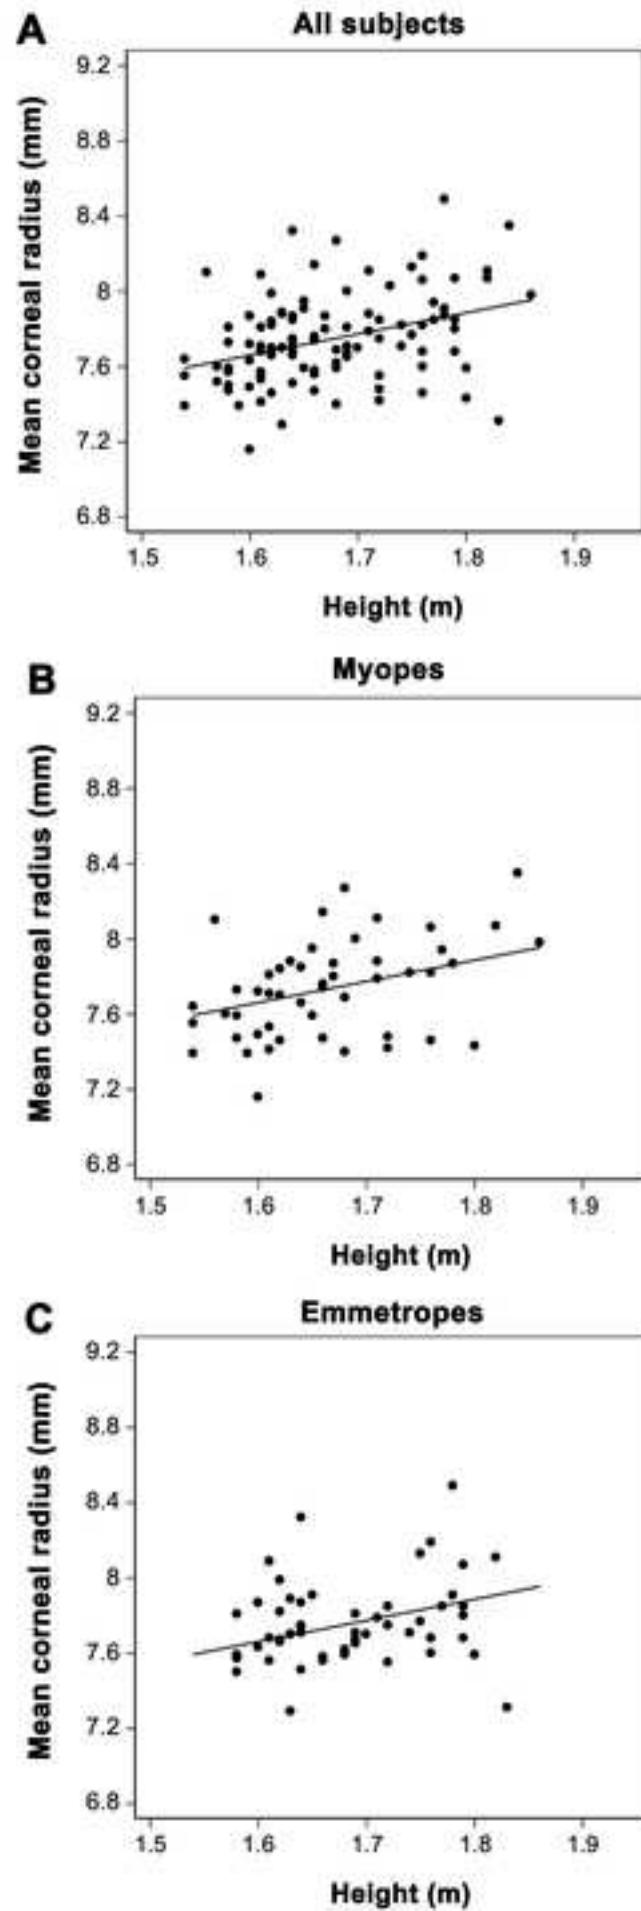 A
All subjects
Mean corneal radius (mm)
9.2
8.8
8.4
8
7.6
7.2
6.8
1.5 1.6 1.7 1.8 1.9
Height (m)
B
Myopes
Mean corneal radius (mm)
9.2
8.8
8.4
8
7.6
7.2
6.8
1.5 1.6 1.7 1.8 1.9
Height (m)
C
Emmetropes
Mean corneal radius (mm)
9.2
8.8
8.4
8
7.6
7.2
6.8
1.5 1.6 1.7 1.8 1.9
Height (m)